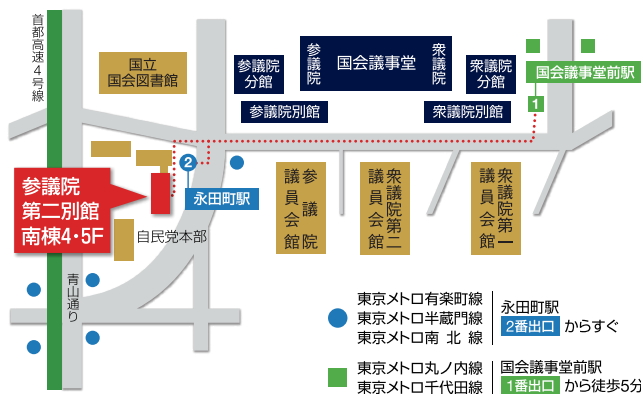 首都高速4号線
国立
国会図書館
参議院
分館
参議院
国会議事堂
衆議院
衆議院
分館
国会議事堂前駅
参議院別館
衆議院別館
1
2
永田町駅
参議院
第二別館
南棟4・5F
自民党本部
参議院
議員会館
衆議院第二
議員会館
衆議院第一
議員会館
青山通り
東京メトロ有楽町線
東京メトロ半蔵門線
東京メトロ南北線
永田町駅
2番出口 からすぐ
東京メトロ丸ノ内線
東京メトロ千代田線
国会議事堂前駅
1番出口 から徒歩5分